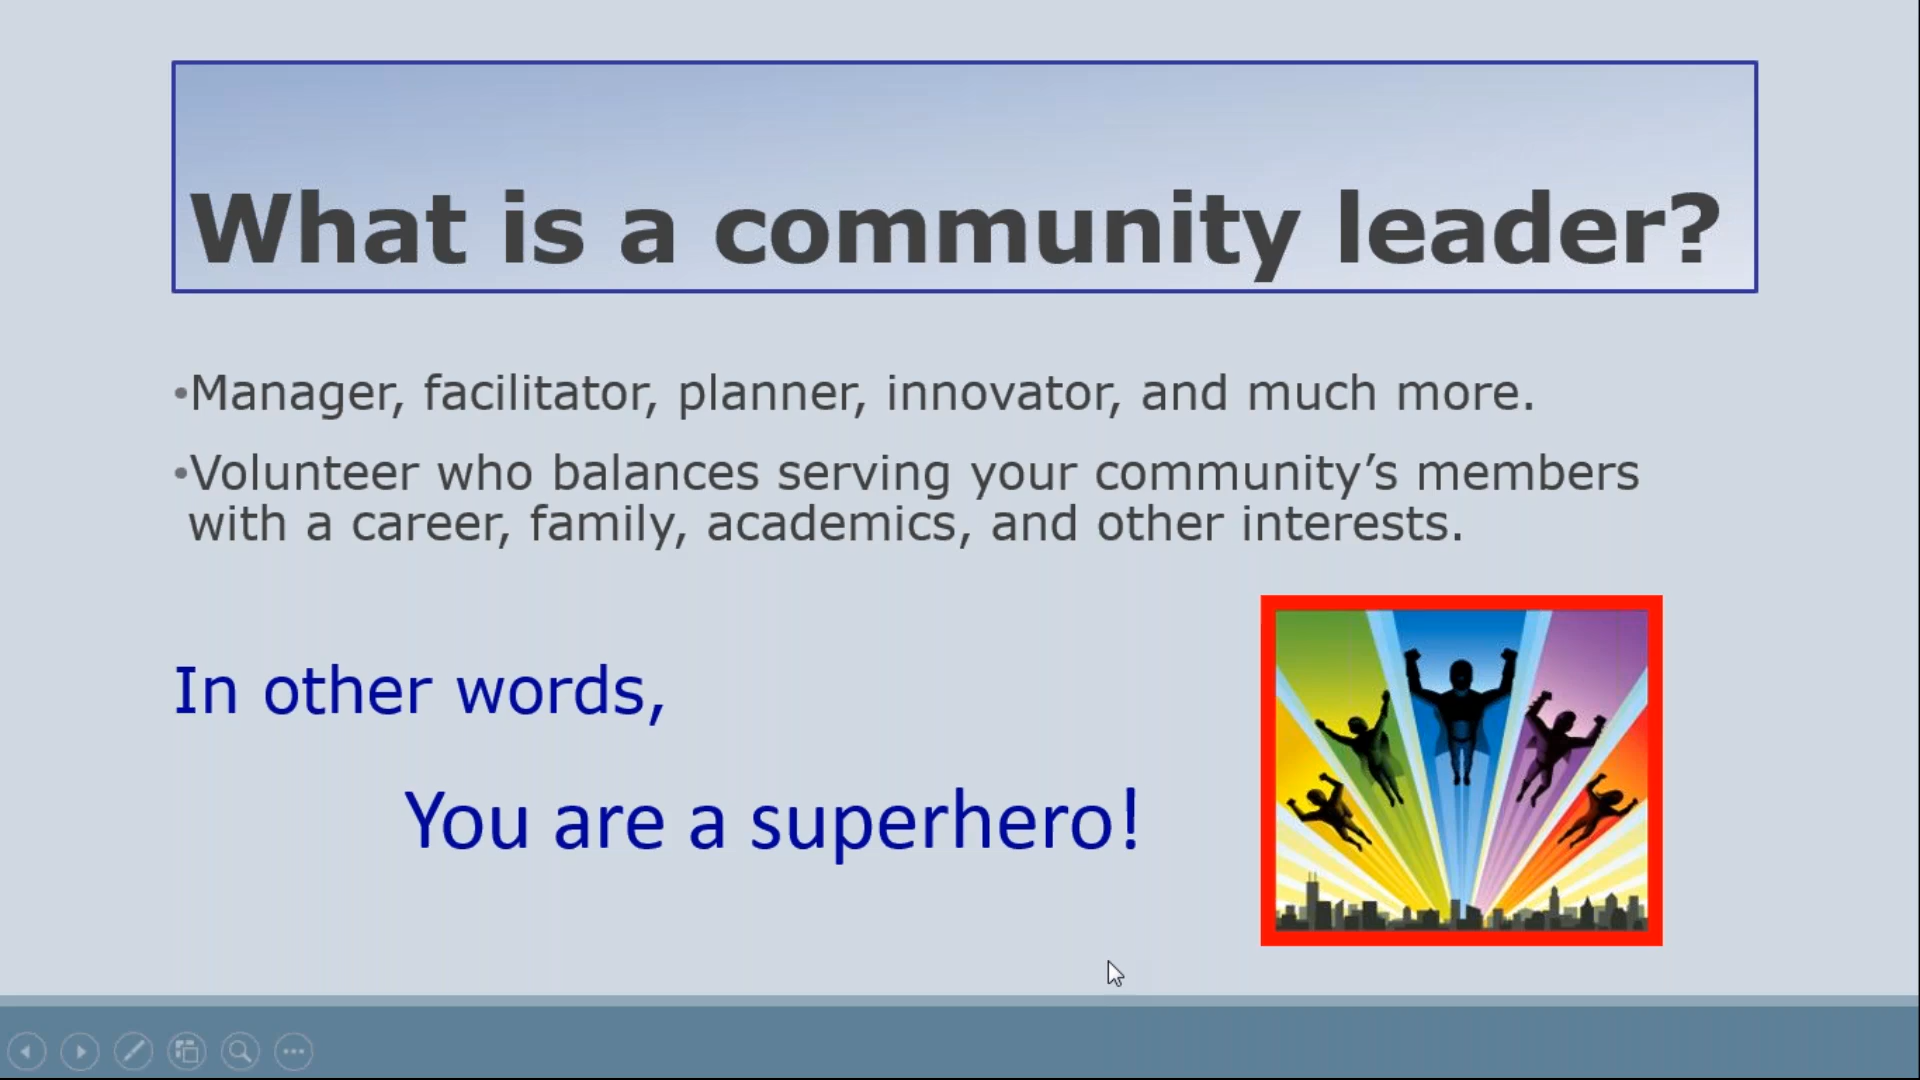 What is a community leader?
•Manager, facilitator, planner, innovator, and much more.
•Volunteer who balances serving your community’s members
with a career, family, academics, and other interests.
In other words,
You are a superhero!